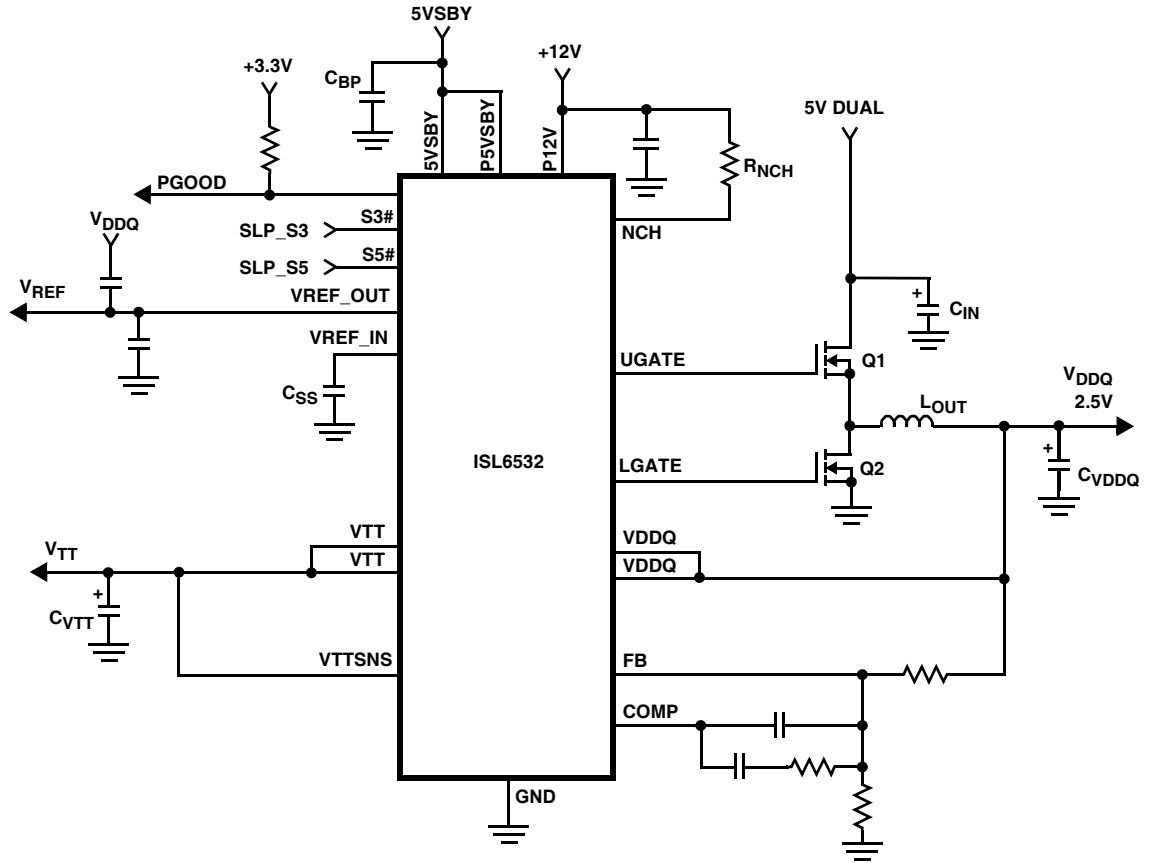 5VSBY
+12V
+3.3V
CBP
5V DUAL
5VSBY
P5VSBY
P12V
RNCH
PGOOD
VDDQ
SLP_S3
S3#
NCH
SLP_S5
S5#
VREF
VREF_OUT
+
CIN
VREF_IN
CSS
UGATE
Q1
VDDQ
2.5V
LOUT
ISL6532
LGATE
Q2
+
CVDDQ
VTT
VTT
VTT
VDDQ
VDDQ
+
CVTT
VTTSNS
FB
COMP
GND